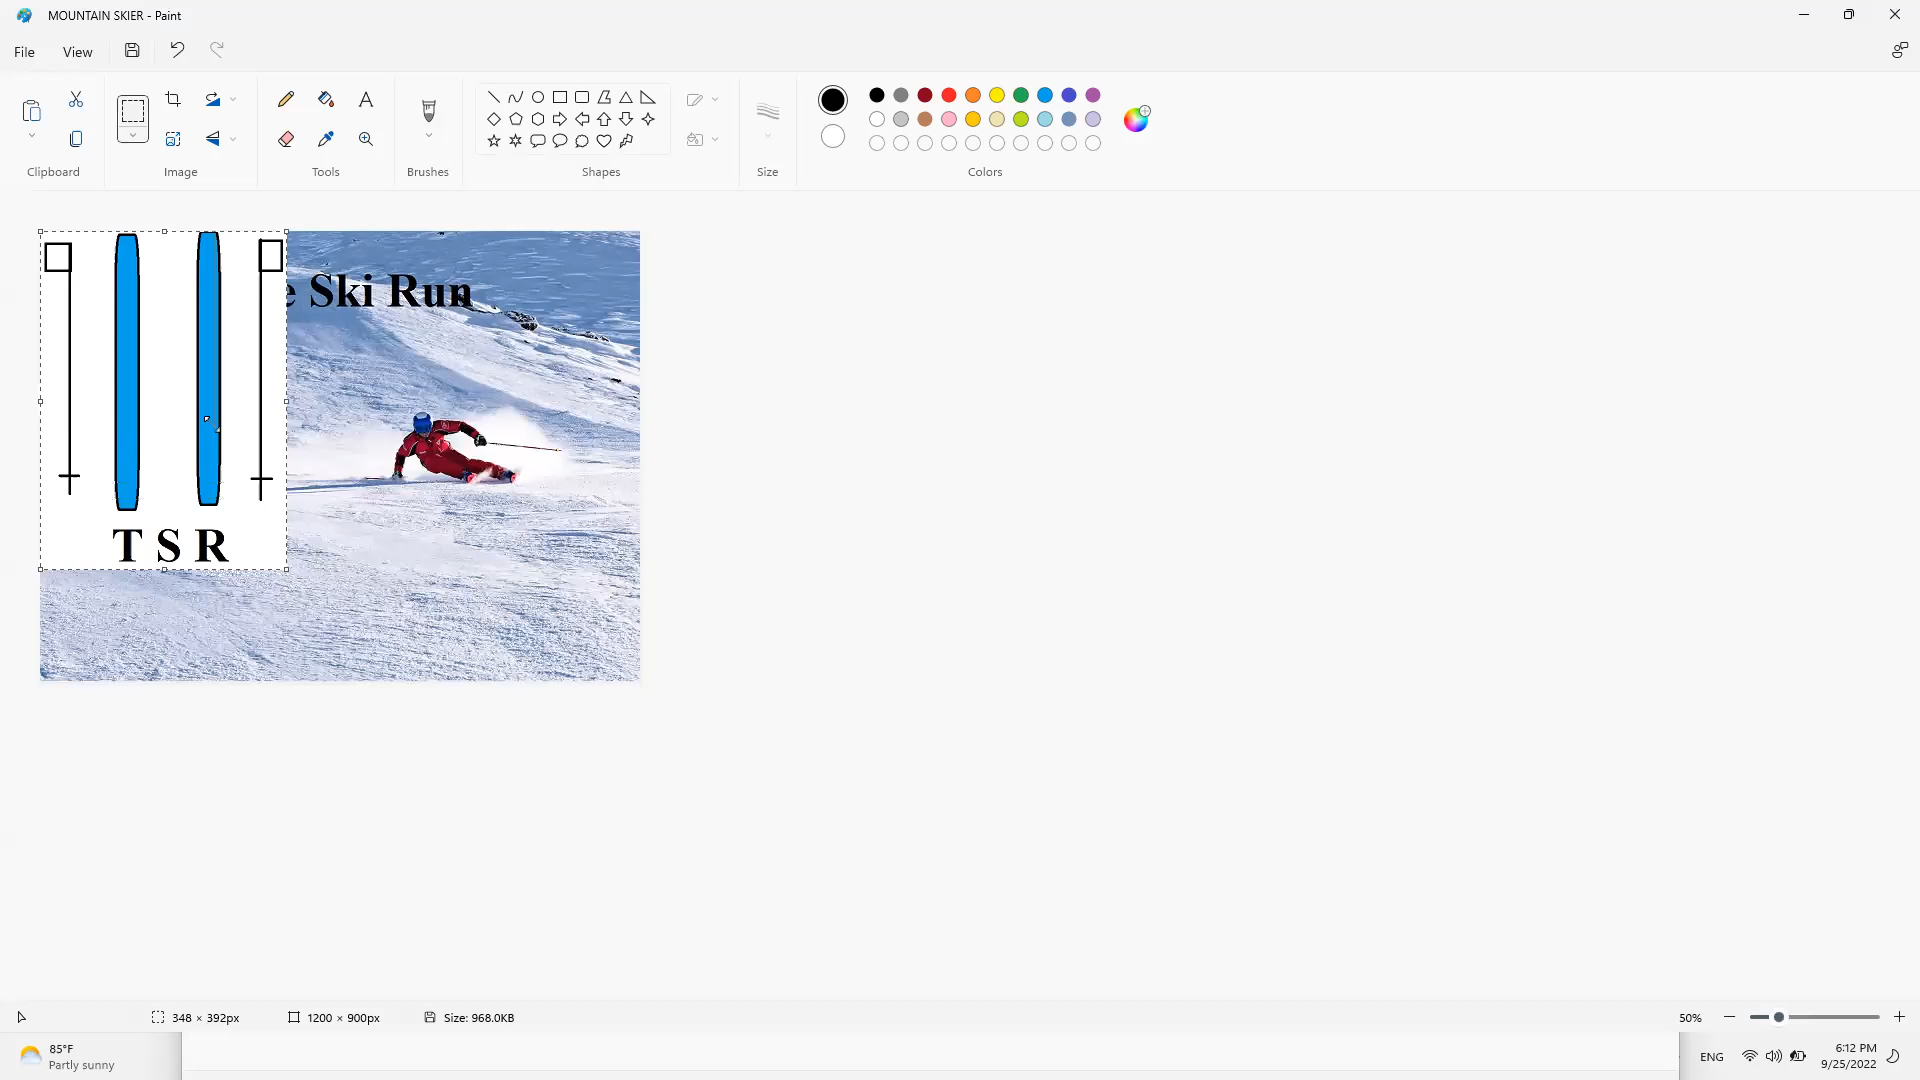 MOUNTAIN SKIER - Paint
File View
Clipboard
Image
Tools
Brushes
Shapes
Size
Colors
e Ski Run
T S R
348 × 392px
1200 × 900px
Size: 968.0KB
50%
85°F
Partly sunny
ENG
6:12 PM
9/25/2022